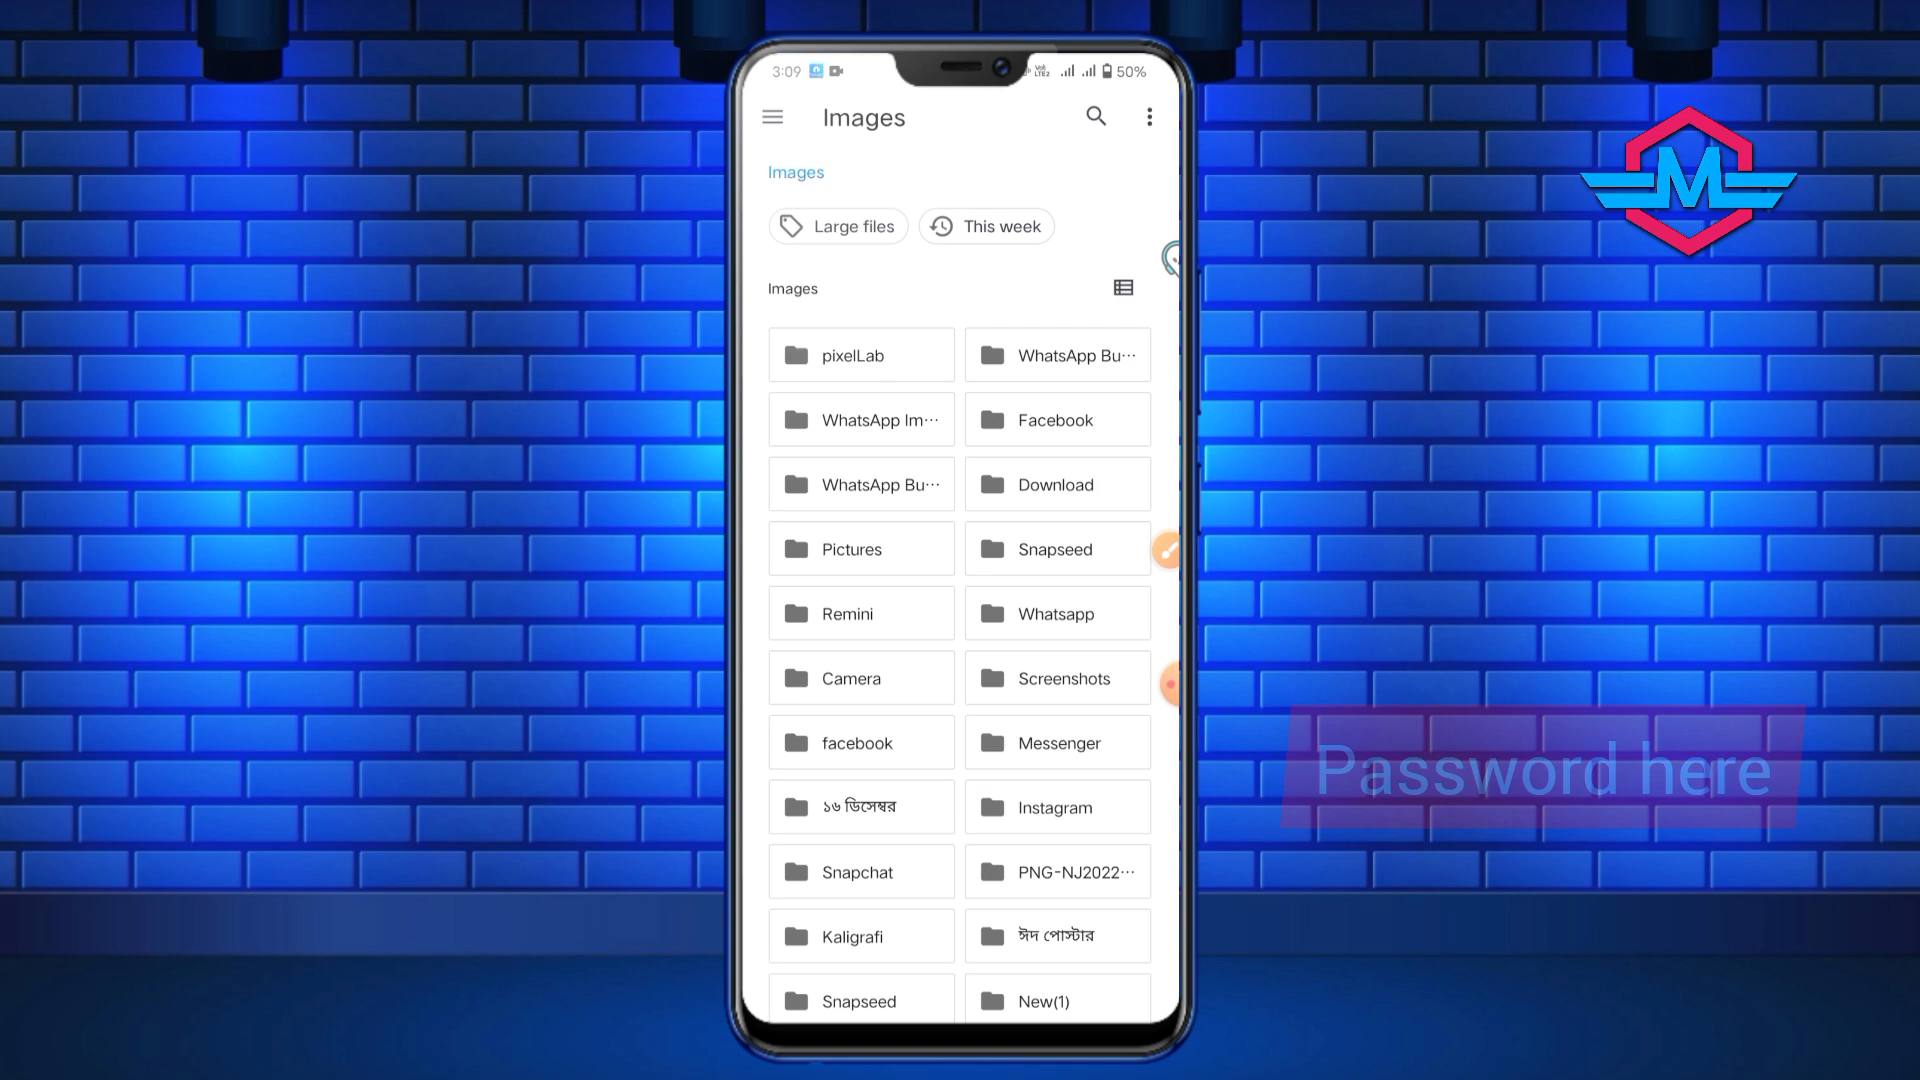 3:09
Vo)
LTE2
50%
Images
Images
Large files
This week
Images
pixelLab
WhatsApp Bu···
WhatsApp Im···
Facebook
WhatsApp Bu···
Download
Pictures
Snapseed
Remini
Whatsapp
Camera
Screenshots
facebook
Messenger
১৬ ডিসেম্বর
Instagram
Snapchat
PNG-NJ2022···
Kaligrafi
ঈদ পোস্টার
Snapseed
New(1)
M
Password here